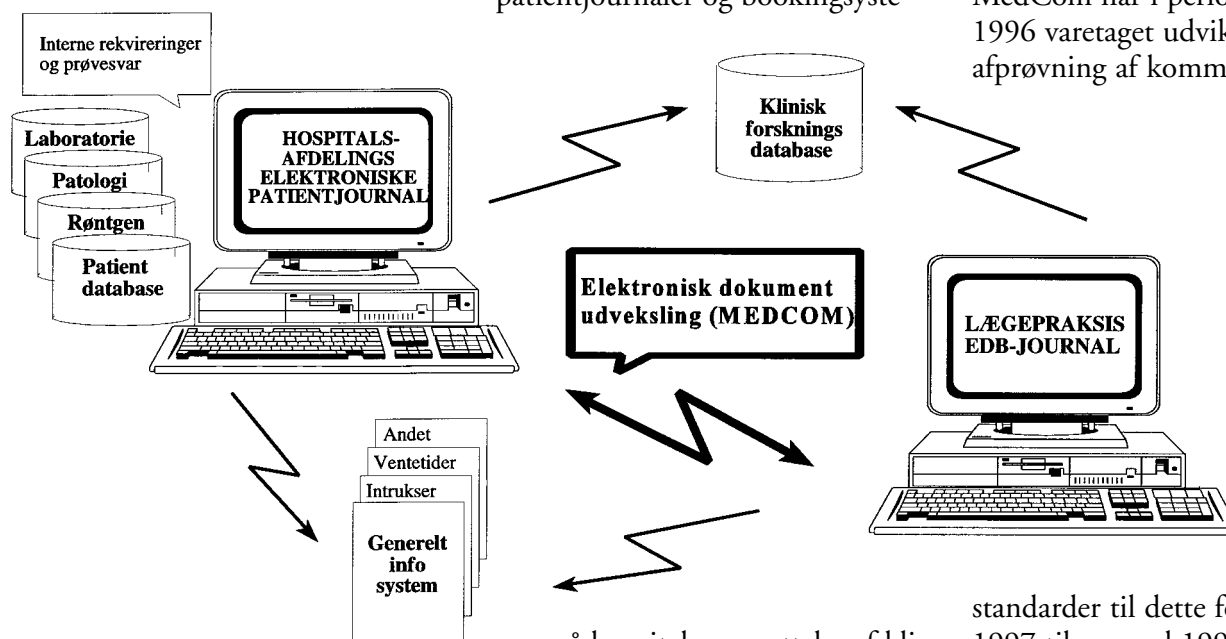 patientjournaler og bookingsyste
MedCom har i perio
1996 varetaget udvik
afprøvning af komm
Interne rekvireringer
og prøvesvar
Laboratorie
Patologi
Røntgen
Patient
database
HOSPITALS-
AFDELINGS
ELEKTRONISKE
PATIENTJOURNAL
Klinisk
forsknings
database
Elektronisk dokument
udveksling (MEDCOM)
LÆGEPRAKSIS
EDB-JOURNAL
Andet
Ventetider
Intrukser
Generelt
info
system
standarder til dette fo